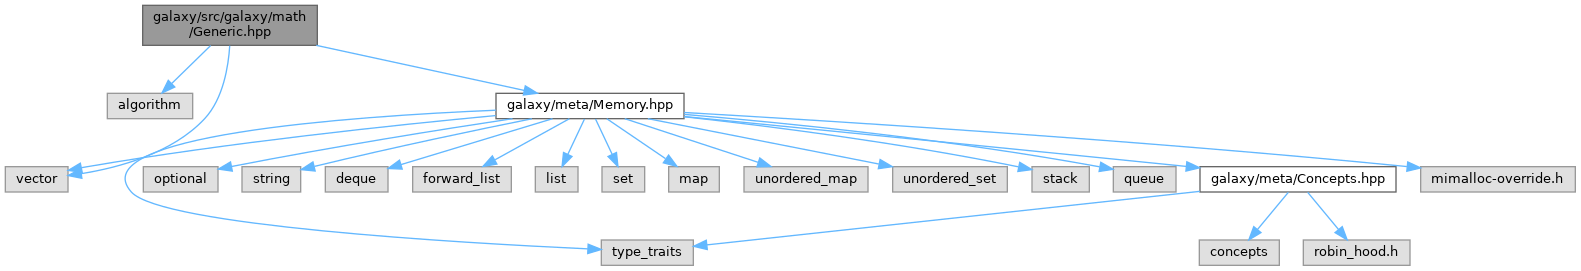 galaxy/src/galaxy/math
/Generic.hpp
algorithm
galaxy/meta/Memory.hpp
vector
optional
string
deque
forward_list
list
set
map
unordered_map
unordered_set
stack
queue
galaxy/meta/Concepts.hpp
mimalloc-override.h
type_traits
concepts
robin_hood.h